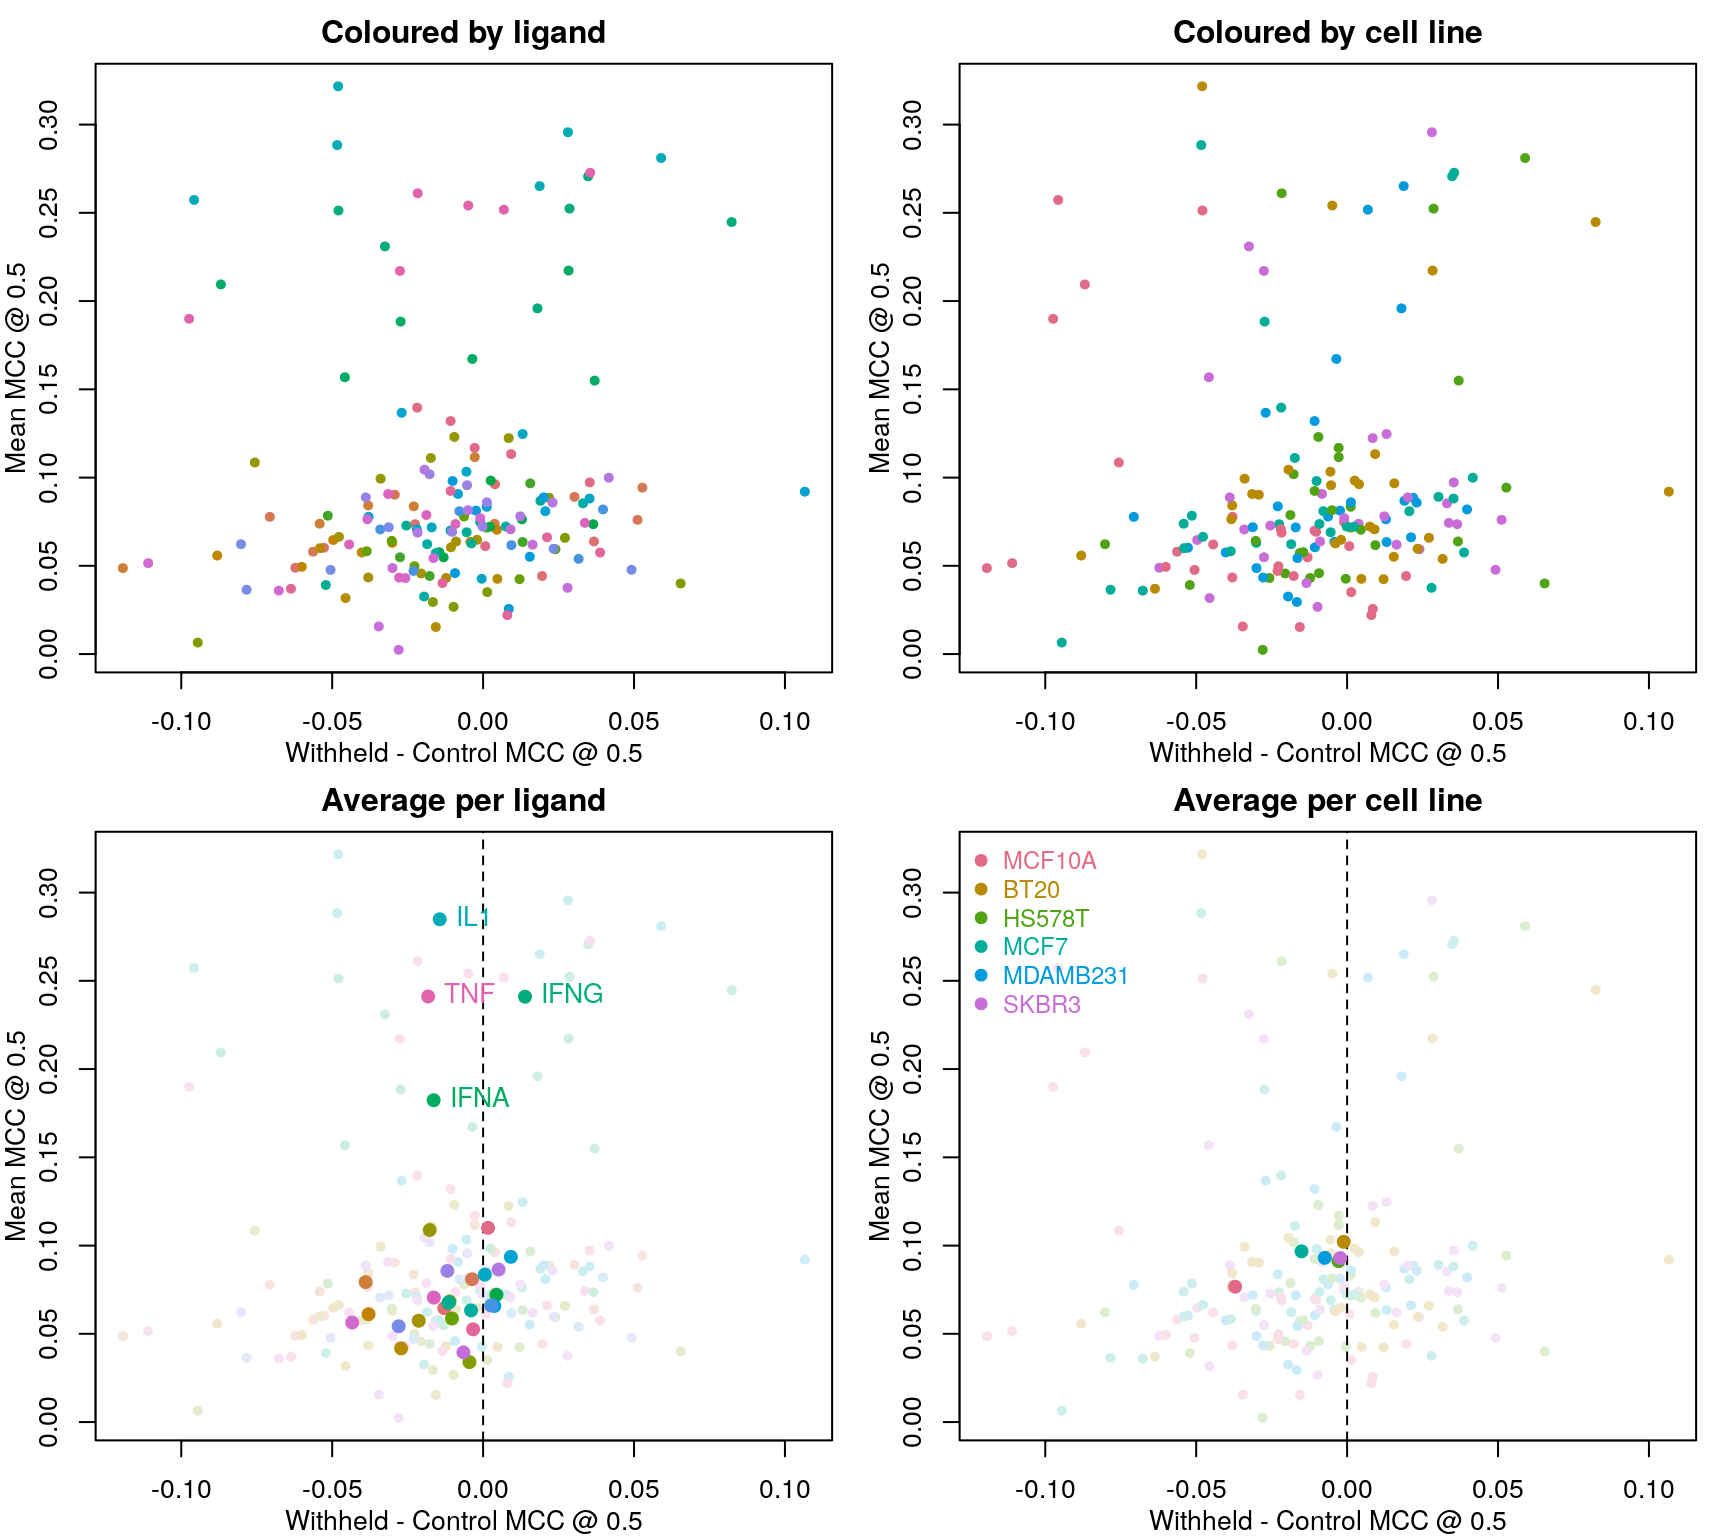 Coloured by ligand
Mean MCC @ 0.5
0.30
0.25
0.20
0.15
0.10
0.05
0.00
-0.10 -0.05 0.00 0.05 0.10
Withheld - Control MCC @ 0.5
Coloured by cell line
Mean MCC @ 0.5
0.30
0.25
0.20
0.15
0.10
0.05
0.00
-0.10 -0.05 0.00 0.05 0.10
Withheld - Control MCC @ 0.5
Average per ligand
Mean MCC @ 0.5
0.30
0.25
0.20
0.15
0.10
0.05
0.00
IL1
TNF IFNG
IFNA
-0.10 -0.05 0.00 0.05 0.10
Withheld - Control MCC @ 0.5
Average per cell line
Mean MCC @ 0.5
0.30
0.25
0.20
0.15
0.10
0.05
0.00
MCF10A
BT20
HS578T
MCF7
MDAMB231
SKBR3
-0.10 -0.05 0.00 0.05 0.10
Withheld - Control MCC @ 0.5